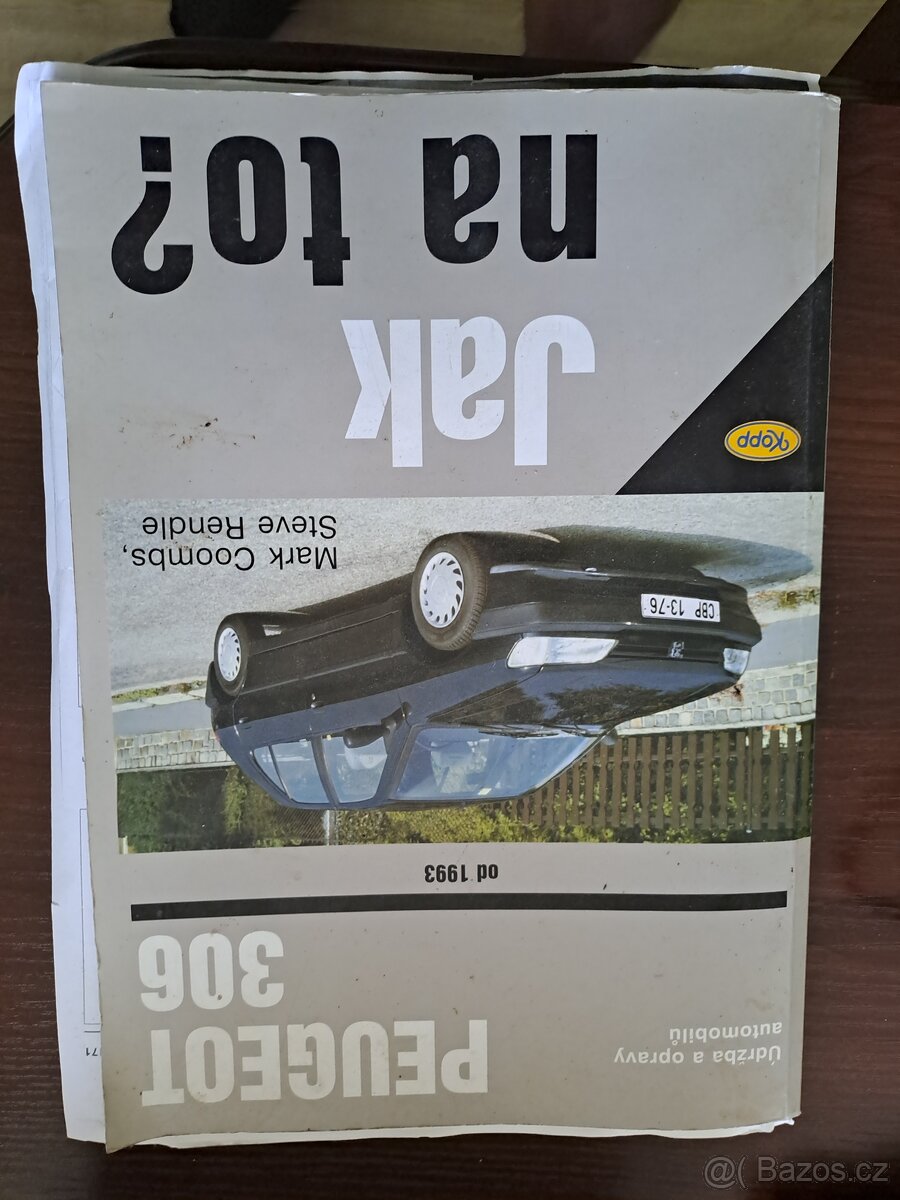 Údržba a opravy
automobilů
PEUGEOT
306
od 1993
CBP 13-76
Mark Coombs,
Steve Rendle
Kopp
Jak
na to?
71
@( Bazos.cz